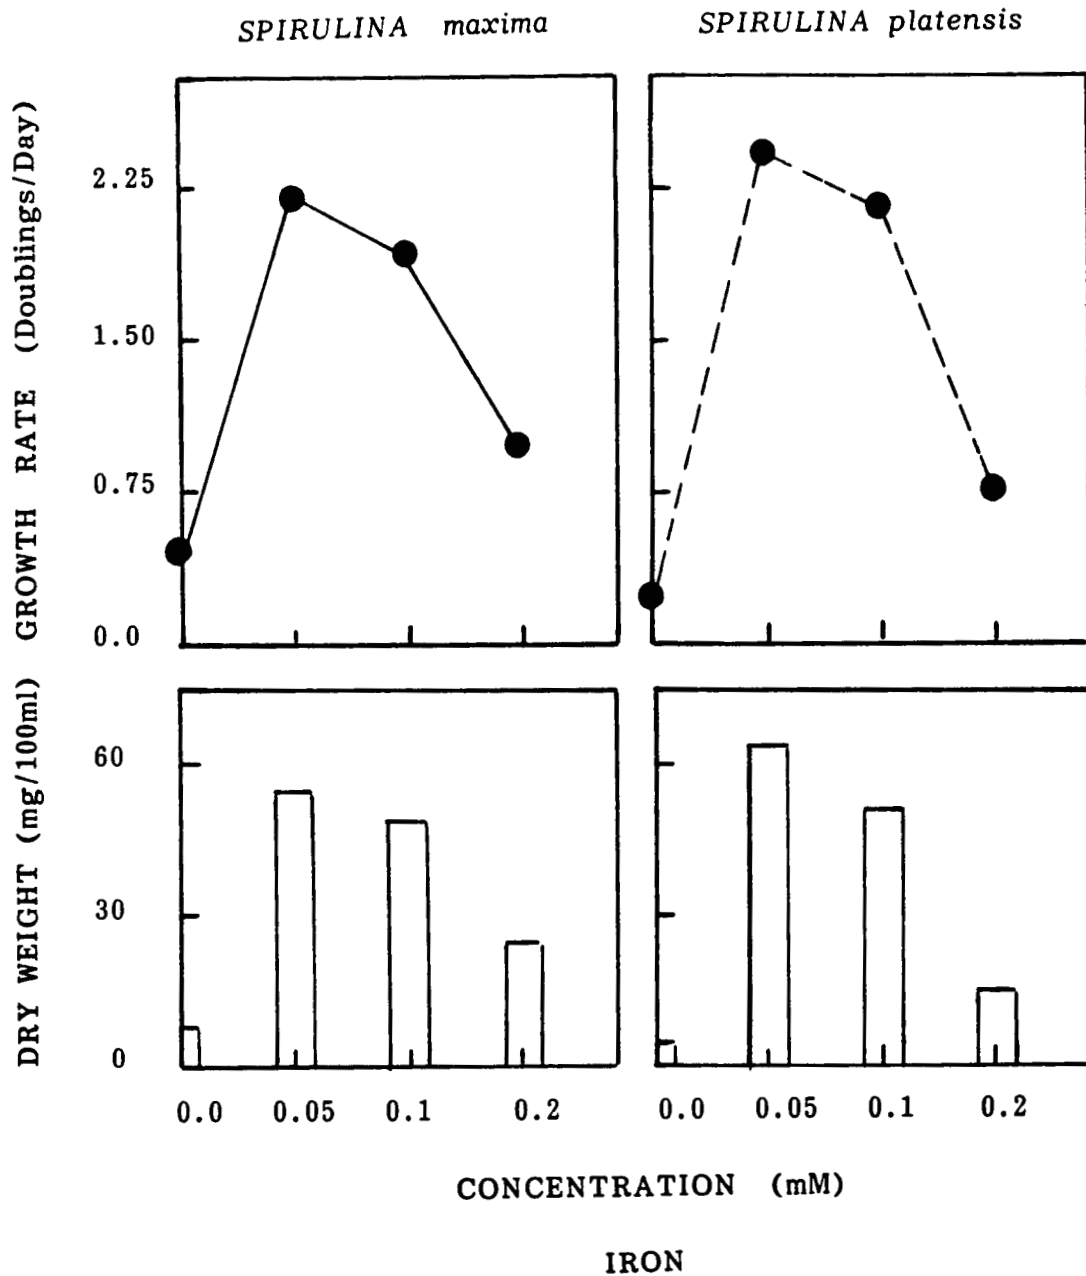 SPIRULINA maxima
SPIRULINA platensis
GROWTH RATE (Doublings/Day)
2.25
1.50
0.75
0.0
DRY WEIGHT (mg/100ml)
60
30
0
0.0 0.05 0.1 0.2
0.0 0.05 0.1 0.2
CONCENTRATION (mM)
IRON